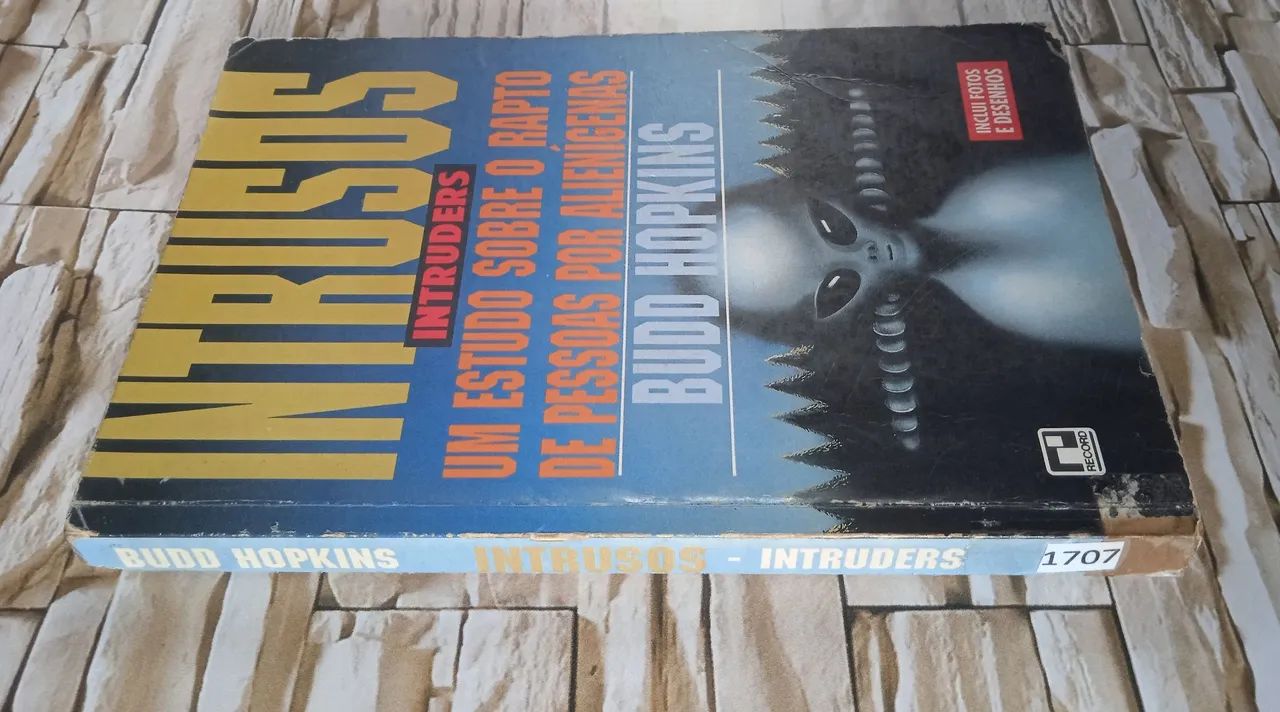 INTRUSOS
INTRUDERS
UM ESTUDO SOBRE O RAPTO
DE PESSOAS POR ALIENÍGENAS
BUDD HOPKINS
INCLUI FOTOS
E DESENHOS
RECORD
BUDD HOPKINS INTRUSOS - INTRUDERS
1707